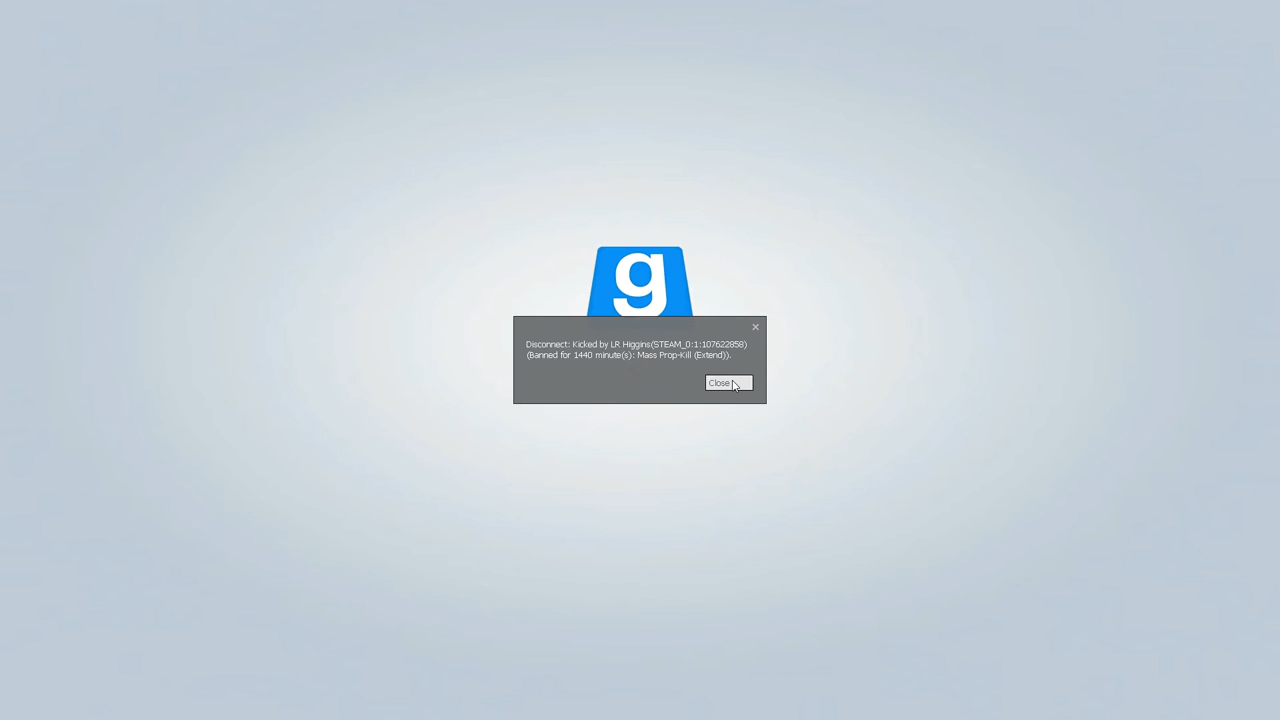 g
Disconnect: Kicked by LR Higgins(STEAM_0:1:107622858)
(Banned for 1440 minute(s): Mass Prop-Kill (Extend)).
Close